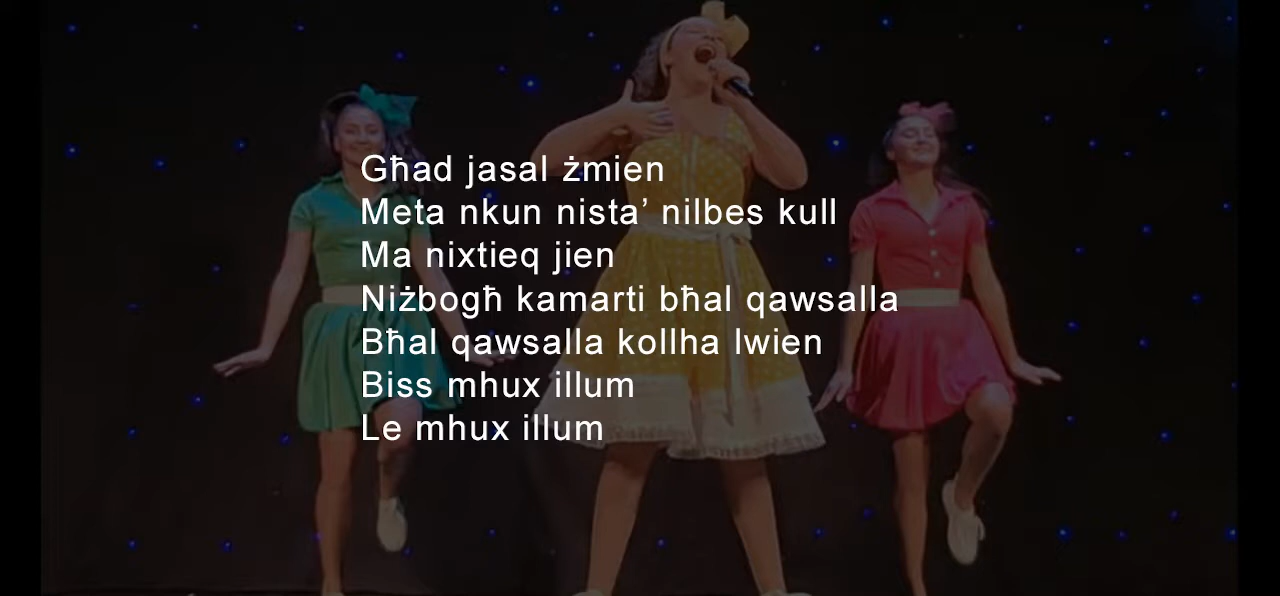 Għad jasal żmien
Meta nkun nista’ nilbes kull
Ma nixtieq jien
Niżbogħ kamarti bħal qawsalla
Bħal qawsalla kollha lwien
Biss mhux illum
Le mhux illum